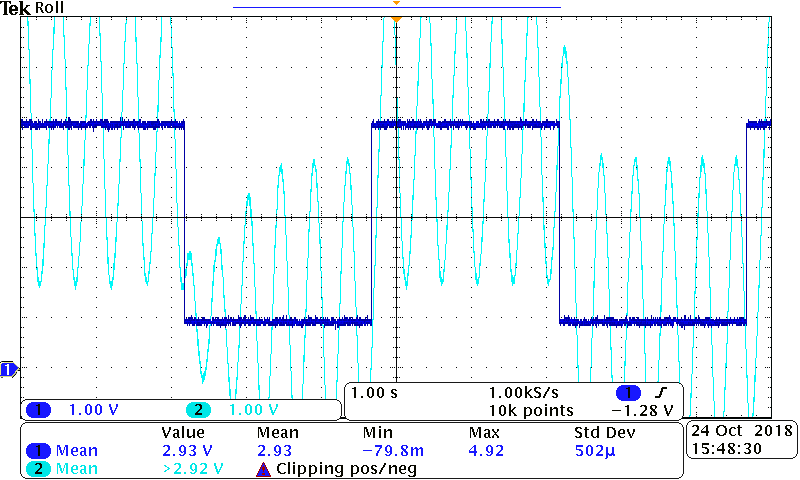 Tek Roll
1
1.00 s 1.00kS/s 1
10k points −1.28 V
1 1.00 V 2 1.00 V
Value Mean Min Max Std Dev
1 Mean 2.93 V 2.93 −79.8m 4.92 502µ
2 Mean >2.92 V Clipping pos/neg
24 Oct 2018
15:48:30